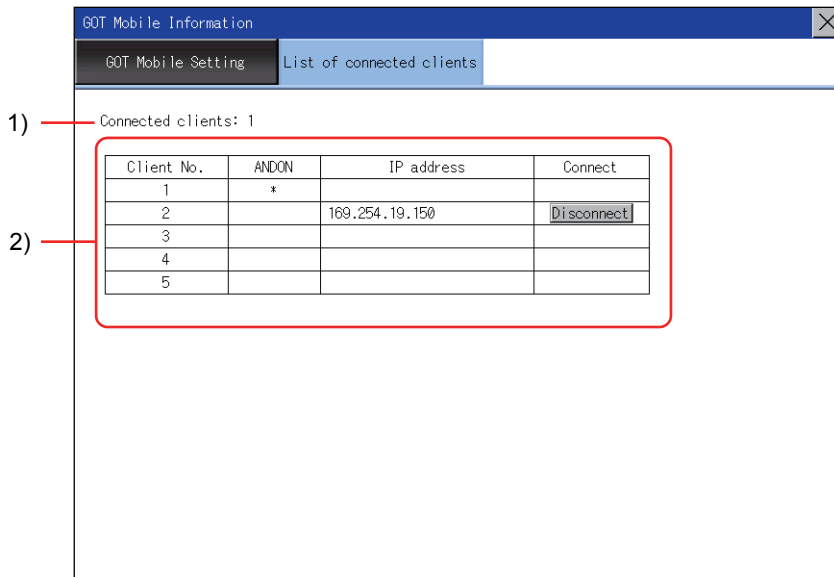 GOT Mobile Information
GOT Mobile Setting List of connected clients
1) Connected clients: 1
Client No. ANDON IP address Connect
1 *
2 169.254.19.150 Disconnect
2) 3
4
5